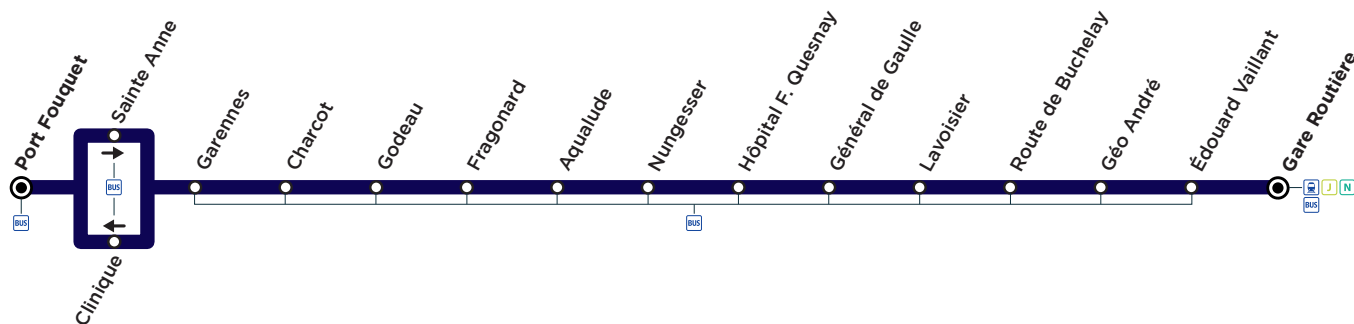 Port Fouquet
Sainte Anne
Clinique
Garennes
Charcot
Godeau
Fragonard
Aqualude
Nungesser
Hôpital F. Quesnay
Général de Gaulle
Lavoisier
Route de Buchelay
Géo André
Édouard Vaillant
Gare Routière
BUS
BUS
BUS
J
N
BUS